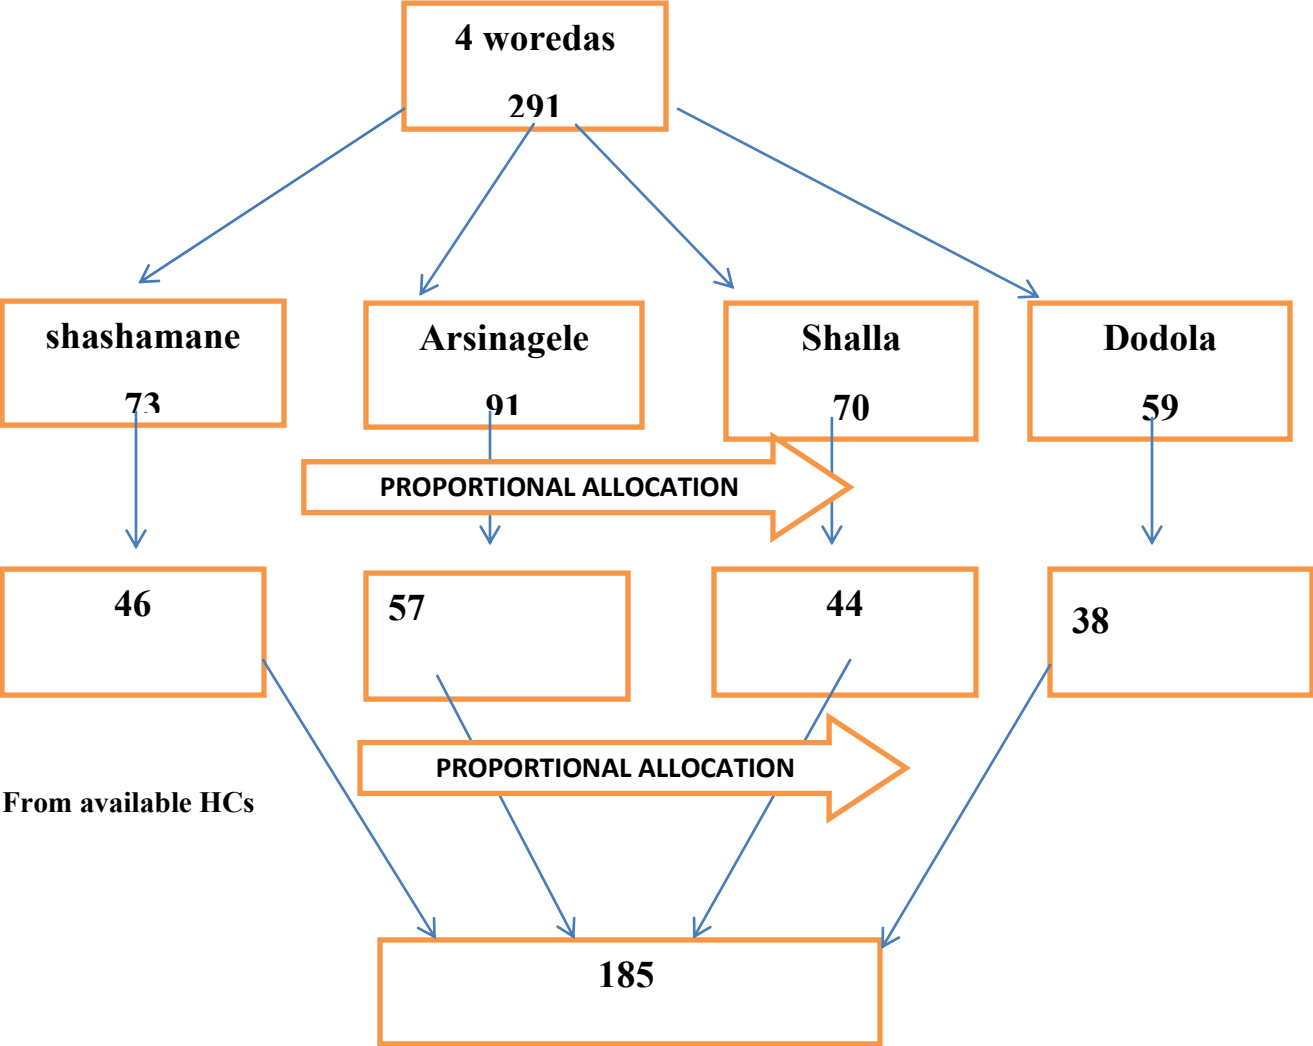 4 woredas
291
shashamane
73
Arsinagele
91
Shalla
70
Dodola
59
PROPORTIONAL ALLOCATION
46
57
44
38
PROPORTIONAL ALLOCATION
From available HCs
185